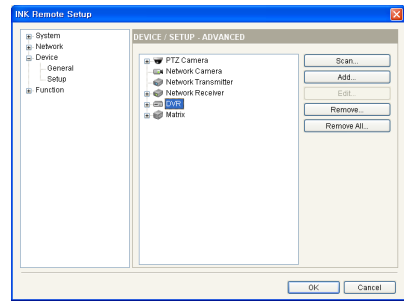 INK Remote Setup
System
Network
Device
General
Setup
Function
DEVICE / SETUP - ADVANCED
PTZ Camera
Network Camera
Network Transmitter
Network Receiver
DVR
Matrix
Scan...
Add...
Edit...
Remove...
Remove All...
OK
Cancel